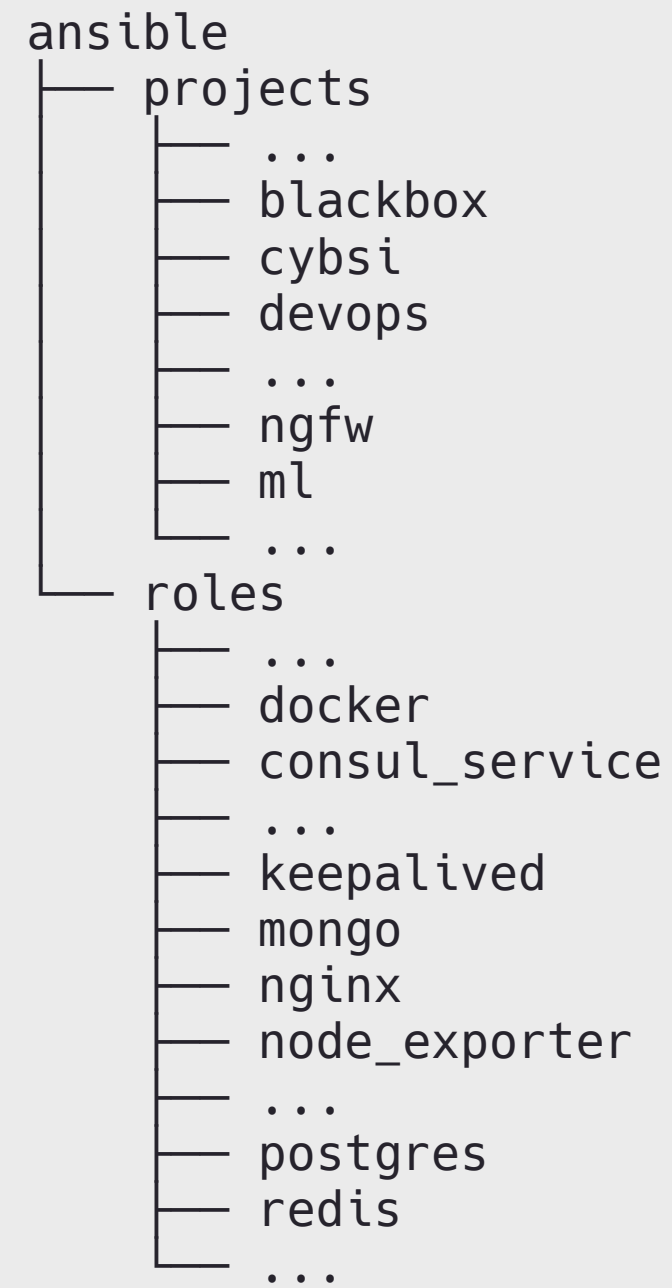 ansible
projects
...
blackbox
cybsi
devops
...
ngfw
ml
...
roles
...
docker
consul_service
...
keepalived
mongo
nginx
node_exporter
...
postgres
redis
...